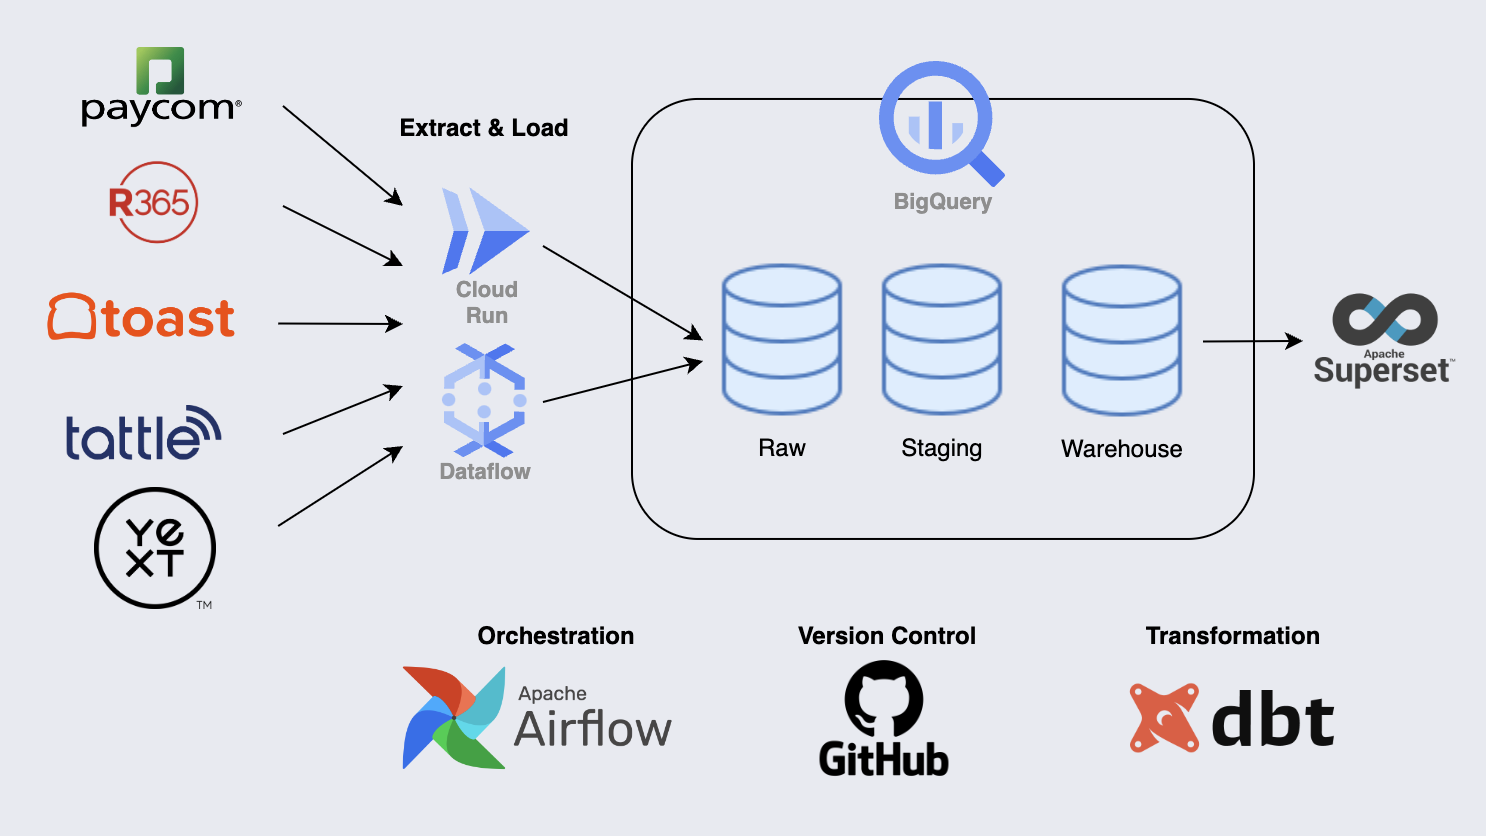 paycom®
R365
toast
tattle
Yext
TM
Extract & Load
Cloud
Run
Dataflow
BigQuery
Raw
Staging
Warehouse
Apache
Superset™
Orchestration
Apache
Airflow
Version Control
GitHub
Transformation
dbt